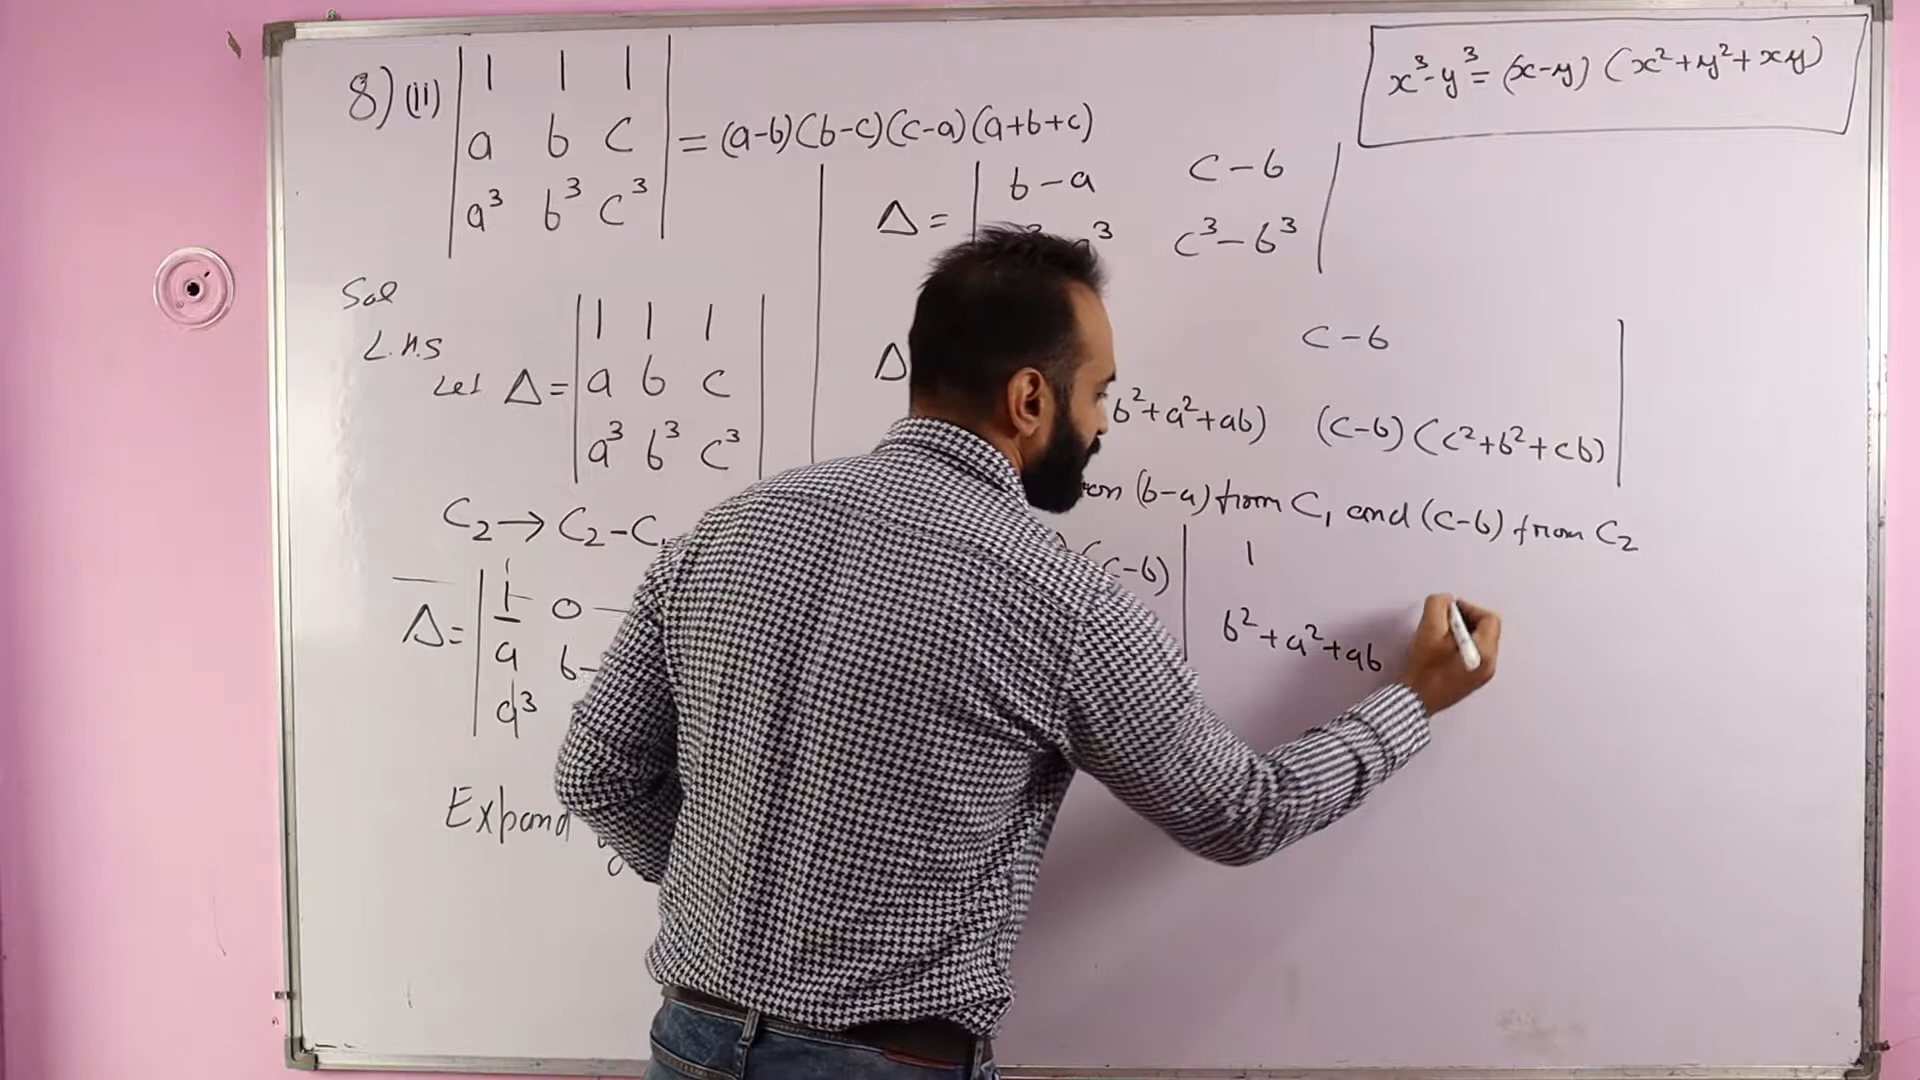 8) (ii) | 1 1 1 |
| a b c | = (a-b)(b-c)(c-a)(a+b+c)
| a³ b³ c³ |
Sol
L.H.S
Let Δ = | 1 1 1 |
| a b c |
| a³ b³ c³ |
C₂ → C₂-C₁
Δ = | 1 0
a b-
a³
Expand
x³-y³ = (x-y) (x²+y²+xy)
Δ = | b-a c-b |
³ c³-b³ |
Δ c-b |
b²+a²+ab) (c-b)(c²+b²+cb) |
(b-a) from C₁ and (c-b) from C₂
(c-b) | 1
b²+a²+ab